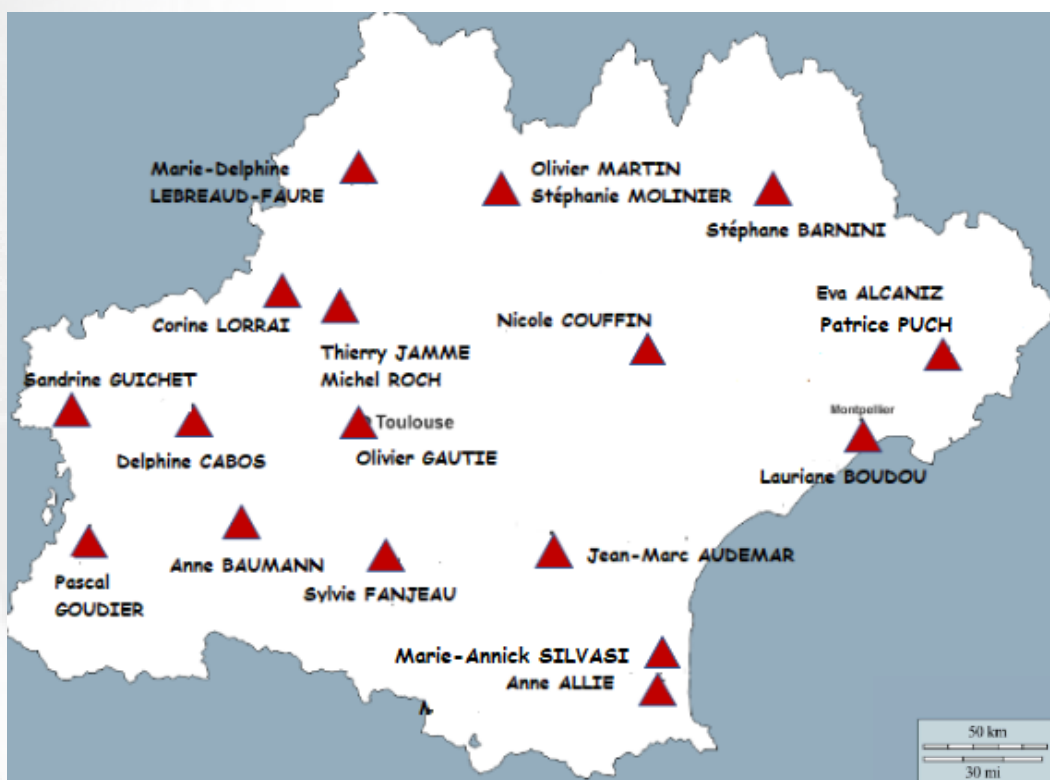 Marie-Delphine
LEBREAUD-FAURE
Olivier MARTIN
Stéphanie MOLINIER
Stéphane BARNINI
Corine LORRAI
Thierry JAMME
Michel ROCH
Nicole COUFFIN
Eva ALCANIZ
Patrice PUCH
Sandrine GUICHET
Delphine CABOS
Toulouse
Olivier GAUTIE
Montpellier
Lauriane BOUDOU
Pascal
GOUDIER
Anne BAUMANN
Sylvie FANJEAU
Jean-Marc AUDEMAR
Marie-Annick SILVASI
Anne ALLIE
50 km
30 mi